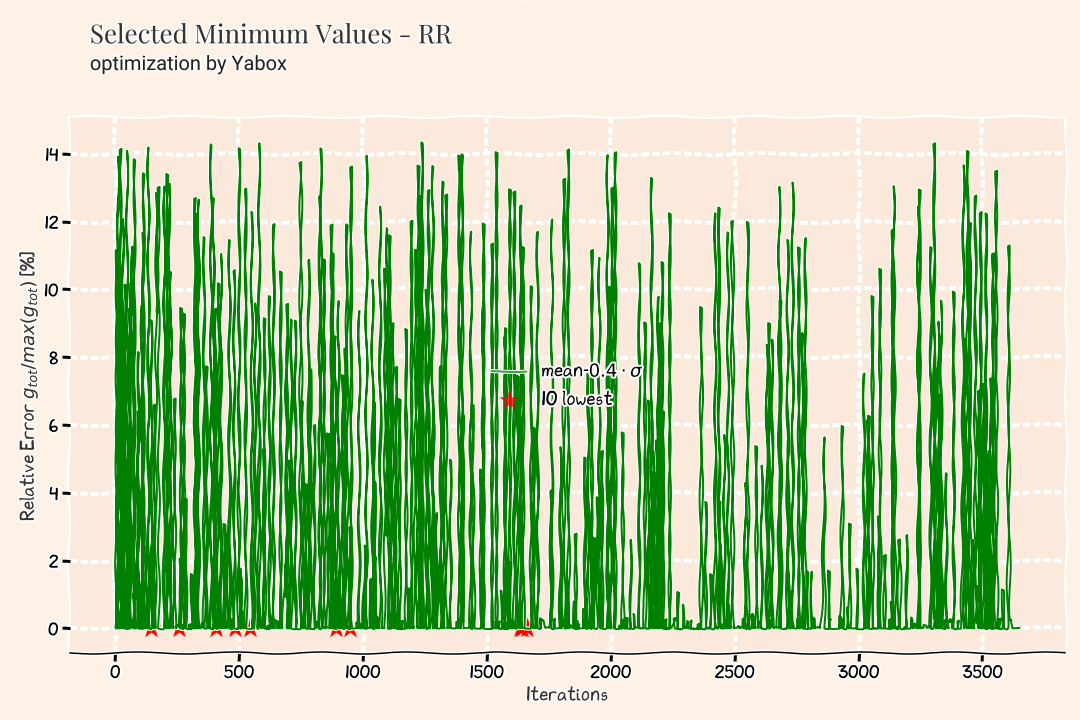 Selected Minimum Values - RR
optimization by Yabox
Relative Error g_tot/max(g_tot) [%]
14
12
10
8
6
4
2
0
mean-0.4 · σ
10 lowest
0 500 1000 1500 2000 2500 3000 3500
Iterations